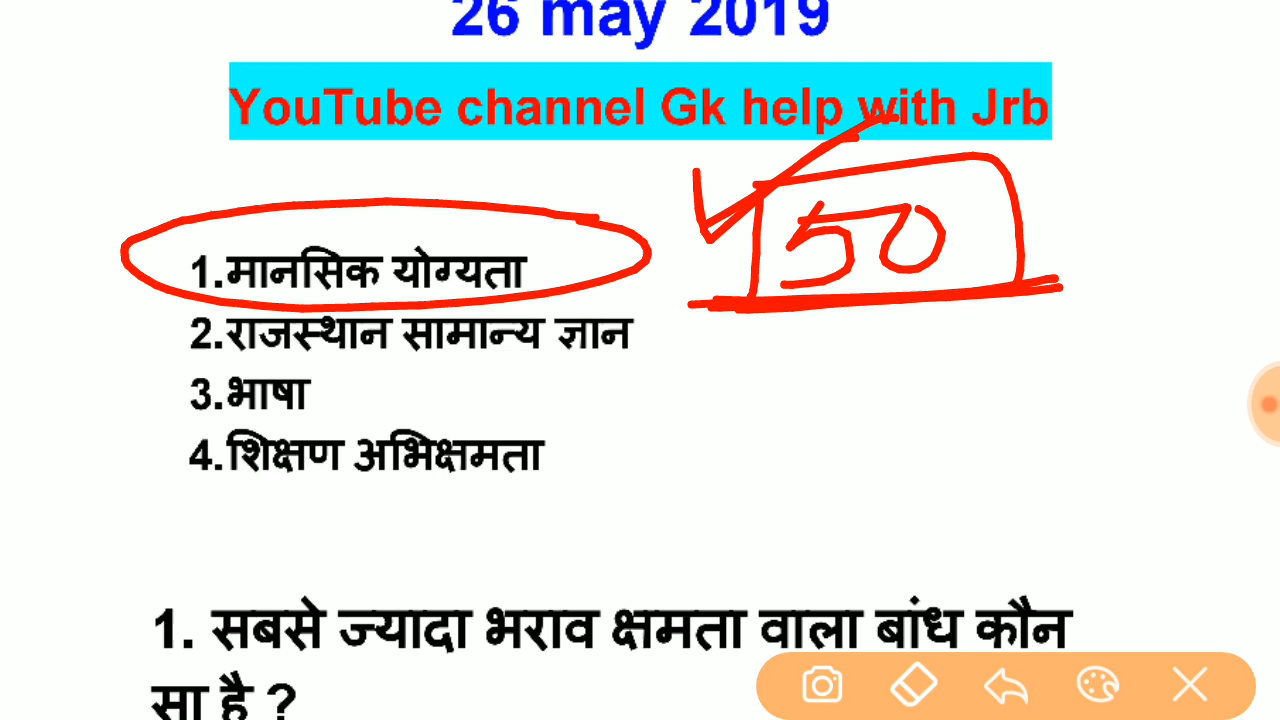 26 may 2019
YouTube channel Gk help with Jrb
50
1.मानसिक योग्यता
2.राजस्थान सामान्य ज्ञान
3.भाषा
4.शिक्षण अभिक्षमता
1. सबसे ज्यादा भराव क्षमता वाला बांध कौन
सा है ?